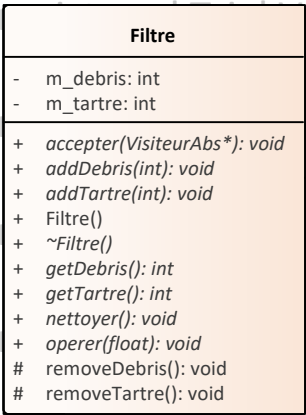 Filtre
- m_debris: int
- m_tartre: int
+ accepter(VisiteurAbs*): void
+ addDebris(int): void
+ addTartre(int): void
+ Filtre()
+ ~Filtre()
+ getDebris(): int
+ getTartre(): int
+ nettoyer(): void
+ operer(float): void
# removeDebris(): void
# removeTartre(): void